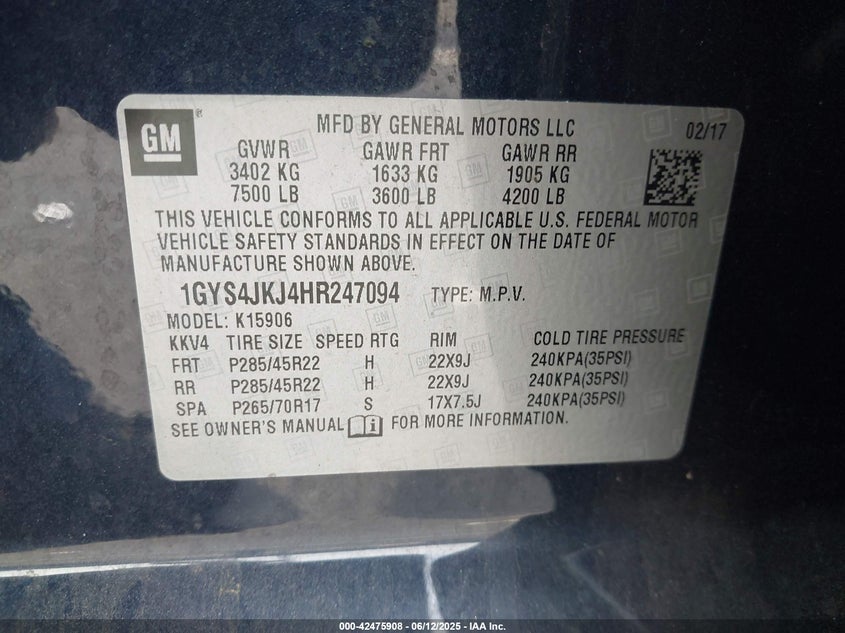 GM
MFD BY GENERAL MOTORS LLC 02/17
GVWR GAWR FRT GAWR RR
3402 KG 1633 KG 1905 KG
7500 LB 3600 LB 4200 LB
THIS VEHICLE CONFORMS TO ALL APPLICABLE U.S. FEDERAL MOTOR
VEHICLE SAFETY STANDARDS IN EFFECT ON THE DATE OF
MANUFACTURE SHOWN ABOVE.
1GYS4JKJ4HR247094 TYPE: M.P.V.
MODEL: K15906
KKV4 TIRE SIZE SPEED RTG RIM COLD TIRE PRESSURE
FRT P285/45R22 H 22X9J 240KPA(35PSI)
RR P285/45R22 H 22X9J 240KPA(35PSI)
SPA P265/70R17 S 17X7.5J 240KPA(35PSI)
SEE OWNER'S MANUAL FOR MORE INFORMATION.
000-42475908 - 06/12/2025 - IAA Inc.